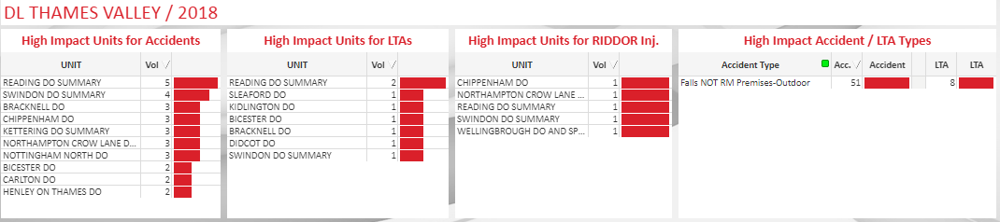 DL THAMES VALLEY / 2018
High Impact Units for Accidents
UNIT Vol
READING DO SUMMARY 5
SWINDON DO SUMMARY 4
BRACKNELL DO 3
CHIPPENHAM DO 3
KETTERING DO SUMMARY 3
NORTHAMPTON CROW LANE D... 3
NOTTINGHAM NORTH DO 3
BICESTER DO 2
CARLTON DO 2
HENLEY ON THAMES DO 2
High Impact Units for LTAs
UNIT Vol
READING DO SUMMARY 2
SLEAFORD DO 1
KIDLINGTON DO 1
BICESTER DO 1
BRACKNELL DO 1
DIDCOT DO 1
SWINDON DO SUMMARY 1
High Impact Units for RIDDOR Inj.
UNIT Vol
CHIPPENHAM DO 1
NORTHAMPTON CROW LANE ... 1
READING DO SUMMARY 1
SWINDON DO SUMMARY 1
WELLINGBROUGH DO AND SP... 1
High Impact Accident / LTA Types
Accident Type Acc. Accident LTA LTA
Falls NOT RM Premises-Outdoor 51 8